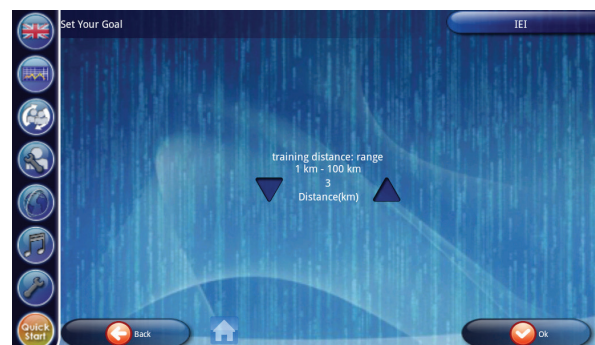 Set Your Goal
IEI
training distance: range
1 km - 100 km
3
Distance(km)
Quick
Start
Back
Ok